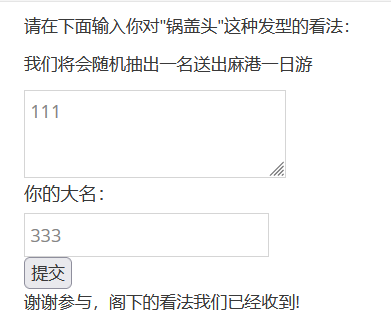 请在下面输入你对"锅盖头"这种发型的看法：
我们将会随机抽出一名送出麻港一日游
111
你的大名：
333
提交
谢谢参与，阁下的看法我们已经收到!